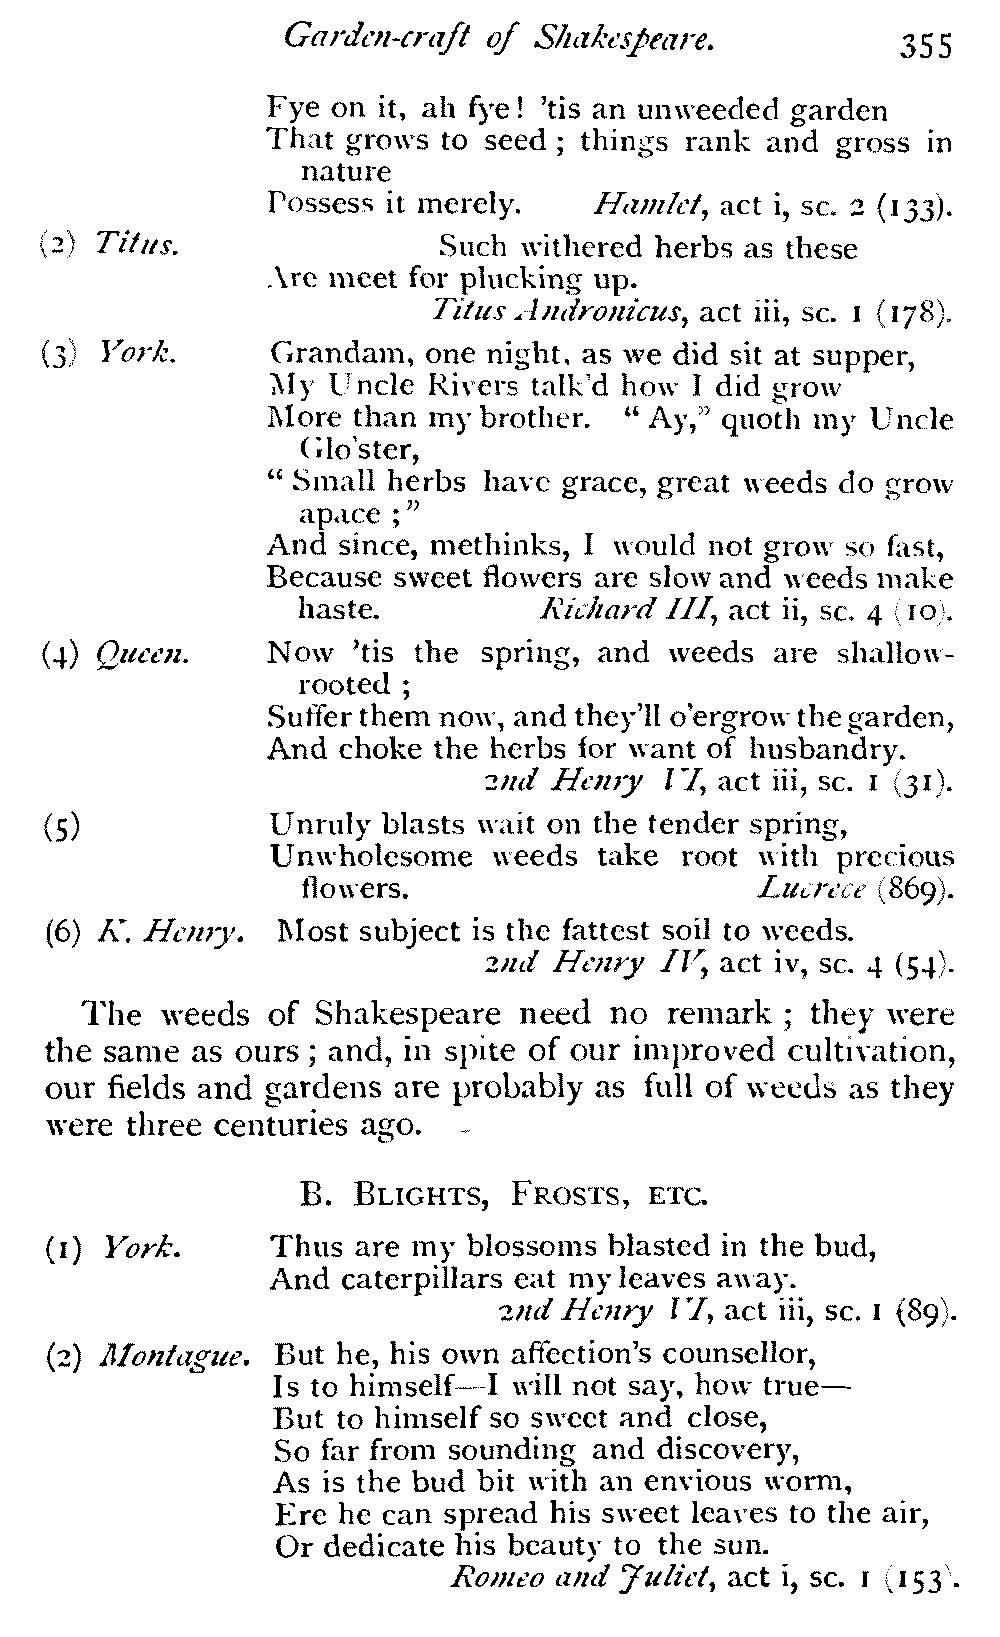 Garden-craft of Shakespeare. 355
Fye on it, ah fye! 'tis an unweeded garden
That grows to seed ; things rank and gross in
nature
Possess it merely. Hamlet, act i, sc. 2 (133).
(2) Titus. Such withered herbs as these
Are meet for plucking up.
Titus Andronicus, act iii, sc. 1 (178).
(3) York. Grandam, one night, as we did sit at supper,
My Uncle Rivers talk'd how I did grow
More than my brother. “ Ay,” quoth my Uncle
Glo'ster,
“ Small herbs have grace, great weeds do grow
apace ;”
And since, methinks, I would not grow so fast,
Because sweet flowers are slow and weeds make
haste. Richard III, act ii, sc. 4 (10).
(4) Queen. Now 'tis the spring, and weeds are shallow-
rooted ;
Suffer them now, and they'll o'ergrow the garden,
And choke the herbs for want of husbandry.
2nd Henry VI, act iii, sc. 1 (31).
(5) Unruly blasts wait on the tender spring,
Unwholesome weeds take root with precious
flowers. Lucrece (869).
(6) K. Henry. Most subject is the fattest soil to weeds.
2nd Henry IV, act iv, sc. 4 (54).
The weeds of Shakespeare need no remark ; they were
the same as ours ; and, in spite of our improved cultivation,
our fields and gardens are probably as full of weeds as they
were three centuries ago.
B. Blights, Frosts, etc.
(1) York. Thus are my blossoms blasted in the bud,
And caterpillars eat my leaves away.
2nd Henry VI, act iii, sc. 1 (89).
(2) Montague. But he, his own affection's counsellor,
Is to himself—I will not say, how true—
But to himself so sweet and close,
So far from sounding and discovery,
As is the bud bit with an envious worm,
Ere he can spread his sweet leaves to the air,
Or dedicate his beauty to the sun.
Romeo and Juliet, act i, sc. 1 (153).